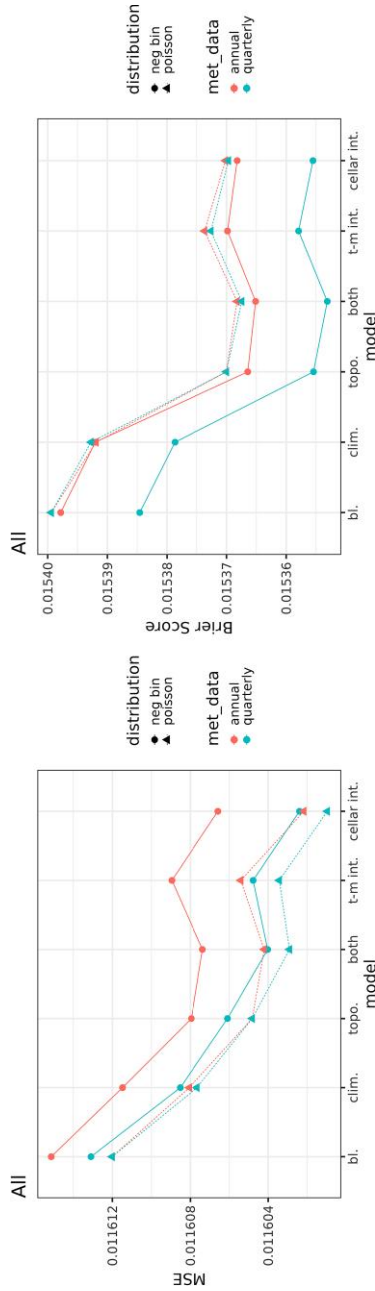 All
MSE
0.011612
0.011608
0.011604
bl.
clim.
topo.
both
t-m int.
cellar int.
model
distribution
neg bin
poisson
met_data
annual
quarterly
All
Brier Score
0.01540
0.01539
0.01538
0.01537
0.01536
bl.
clim.
topo.
both
t-m int.
cellar int.
model
distribution
neg bin
poisson
met_data
annual
quarterly